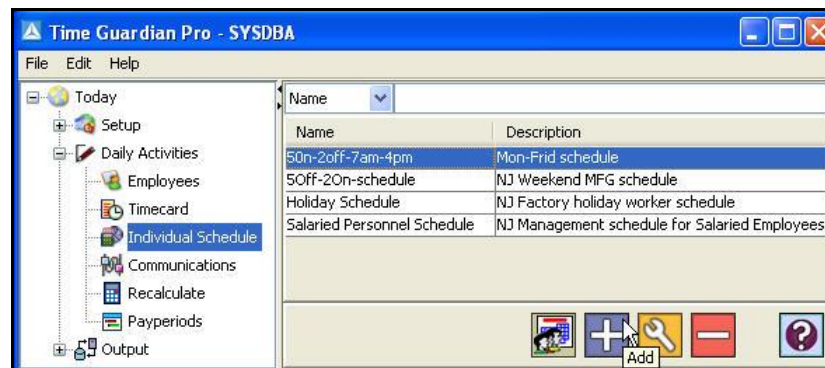 Time Guardian Pro - SYSDBA
File Edit Help
Today
Setup
Daily Activities
Employees
Timecard
Individual Schedule
Communications
Recalculate
Payperiods
Output
Name
Name Description
5On-2off-7am-4pm Mon-Frid schedule
5Off-2On-schedule NJ Weekend MFG schedule
Holiday Schedule NJ Factory holiday worker schedule
Salaried Personnel Schedule NJ Management schedule for Salaried Employees
Add